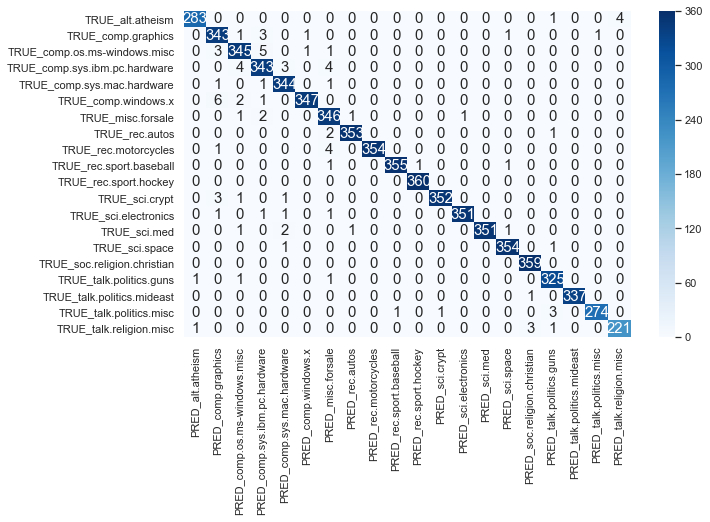 TRUE_alt.atheism 283 0 0 0 0 0 0 0 0 0 0 0 0 0 0 0 1 0 0 4
TRUE_comp.graphics 0 343 1 3 0 1 0 0 0 0 0 0 0 0 1 0 0 0 1 0
TRUE_comp.os.ms-windows.misc 0 3 345 5 0 1 1 0 0 0 0 0 0 0 0 0 0 0 0 0
TRUE_comp.sys.ibm.pc.hardware 0 0 4 343 3 0 4 0 0 0 0 0 0 0 0 0 0 0 0 0
TRUE_comp.sys.mac.hardware 0 1 0 1 344 0 1 0 0 0 0 0 0 0 0 0 0 0 0 0
TRUE_comp.windows.x 0 6 2 1 0 347 0 0 0 0 0 0 0 0 0 0 0 0 0 0
TRUE_misc.forsale 0 0 1 2 0 0 346 1 0 0 0 0 1 0 0 0 0 0 0 0
TRUE_rec.autos 0 0 0 0 0 0 2 353 0 0 0 0 0 0 0 0 1 0 0 0
TRUE_rec.motorcycles 0 1 0 0 0 0 4 0 354 0 0 0 0 0 0 0 0 0 0 0
TRUE_rec.sport.baseball 0 0 0 0 0 0 1 0 0 355 1 0 0 0 1 0 0 0 0 0
TRUE_rec.sport.hockey 0 0 0 0 0 0 0 0 0 0 360 0 0 0 0 0 0 0 0 0
TRUE_sci.crypt 0 3 1 0 1 0 0 0 0 0 0 352 0 0 0 0 0 0 0 0
TRUE_sci.electronics 0 1 0 1 1 0 1 0 0 0 0 0 351 0 0 0 0 0 0 0
TRUE_sci.med 0 0 1 0 2 0 0 1 0 0 0 0 0 351 1 0 0 0 0 0
TRUE_sci.space 0 0 0 0 1 0 0 0 0 0 0 0 0 0 354 0 1 0 0 0
TRUE_soc.religion.christian 0 0 0 0 0 0 0 0 0 0 0 0 0 0 0 359 0 0 0 0
TRUE_talk.politics.guns 1 0 1 0 0 0 1 0 0 0 0 0 0 0 0 0 325 0 0 0
TRUE_talk.politics.mideast 0 0 0 0 0 0 0 0 0 0 0 0 0 0 0 1 0 337 0 0
TRUE_talk.politics.misc 0 0 0 0 0 0 0 0 0 1 0 1 0 0 0 0 3 0 274 0
TRUE_talk.religion.misc 1 0 0 0 0 0 0 0 0 0 0 0 0 0 0 3 1 0 0 221
PRED_alt.atheism
PRED_comp.graphics
PRED_comp.os.ms-windows.misc
PRED_comp.sys.ibm.pc.hardware
PRED_comp.sys.mac.hardware
PRED_comp.windows.x
PRED_misc.forsale
PRED_rec.autos
PRED_rec.motorcycles
PRED_rec.sport.baseball
PRED_rec.sport.hockey
PRED_sci.crypt
PRED_sci.electronics
PRED_sci.med
PRED_sci.space
PRED_soc.religion.christian
PRED_talk.politics.guns
PRED_talk.politics.mideast
PRED_talk.politics.misc
PRED_talk.religion.misc
360
300
240
180
120
60
0